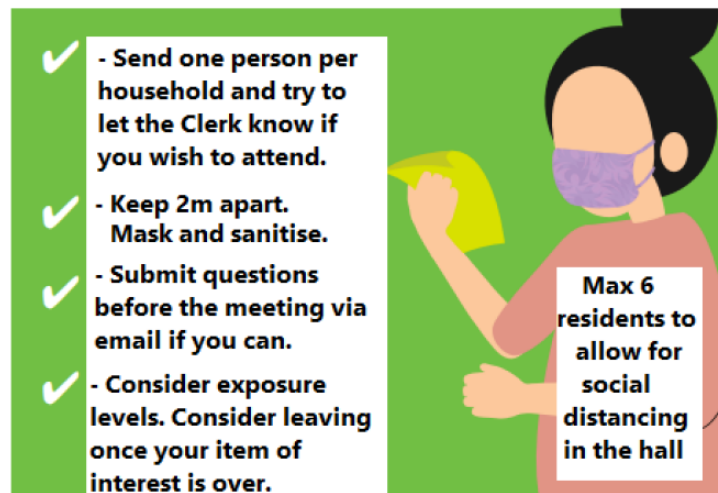 - Send one person per
household and try to
let the Clerk know if
you wish to attend.
- Keep 2m apart.
Mask and sanitise.
- Submit questions
before the meeting via
email if you can.
- Consider exposure
levels. Consider leaving
once your item of
interest is over.
Max 6
residents to
allow for
social
distancing
in the hall